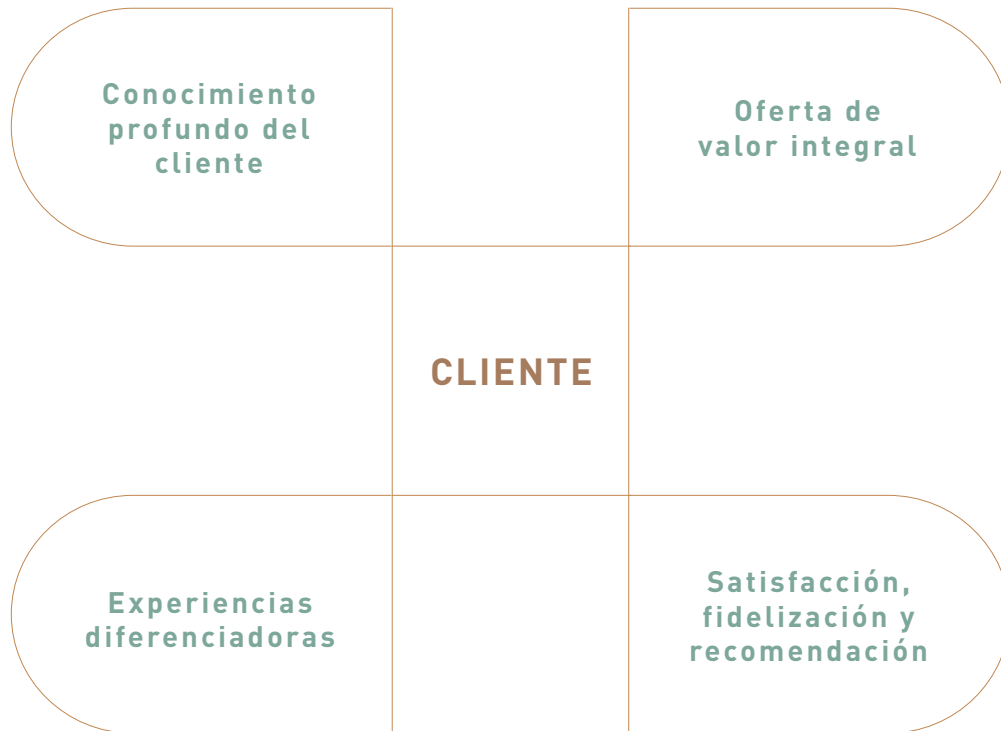 Conocimiento
profundo del
cliente
Oferta de
valor integral
CLIENTE
Experiencias
diferenciadoras
Satisfacción,
fidelización y
recomendación